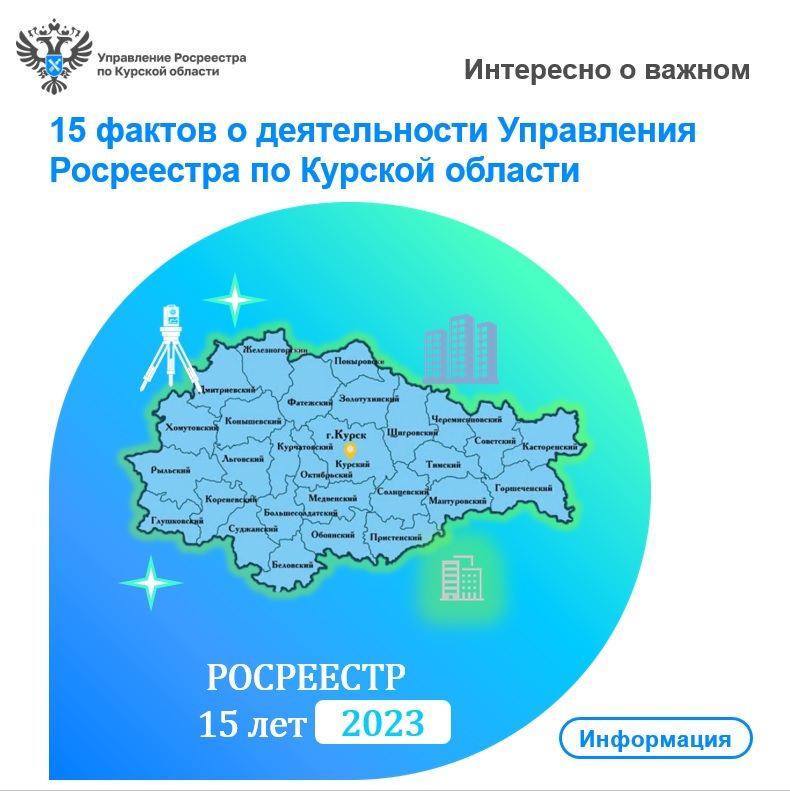 Управление Росреестра
по Курской области
Интересно о важном
15 фактов о деятельности Управления
Росреестра по Курской области
Железногорский
Поныровский
Дмитриевский
Фатежский
Золотухинский
Хомутовский
Конышевский
Черемисиновский
г.Курск
Щигровский
Советский
Касторенский
Курчатовский
Льговский
Курский
Тимский
Рыльский
Октябрьский
Горшеченский
Кореневский
Медвенский
Солнцевский
Мантуровский
Большесолдатский
Глушковский
Суджанский
Обоянский
Пристенский
Беловский
РОСРЕЕСТР
15 лет 2023
Информация